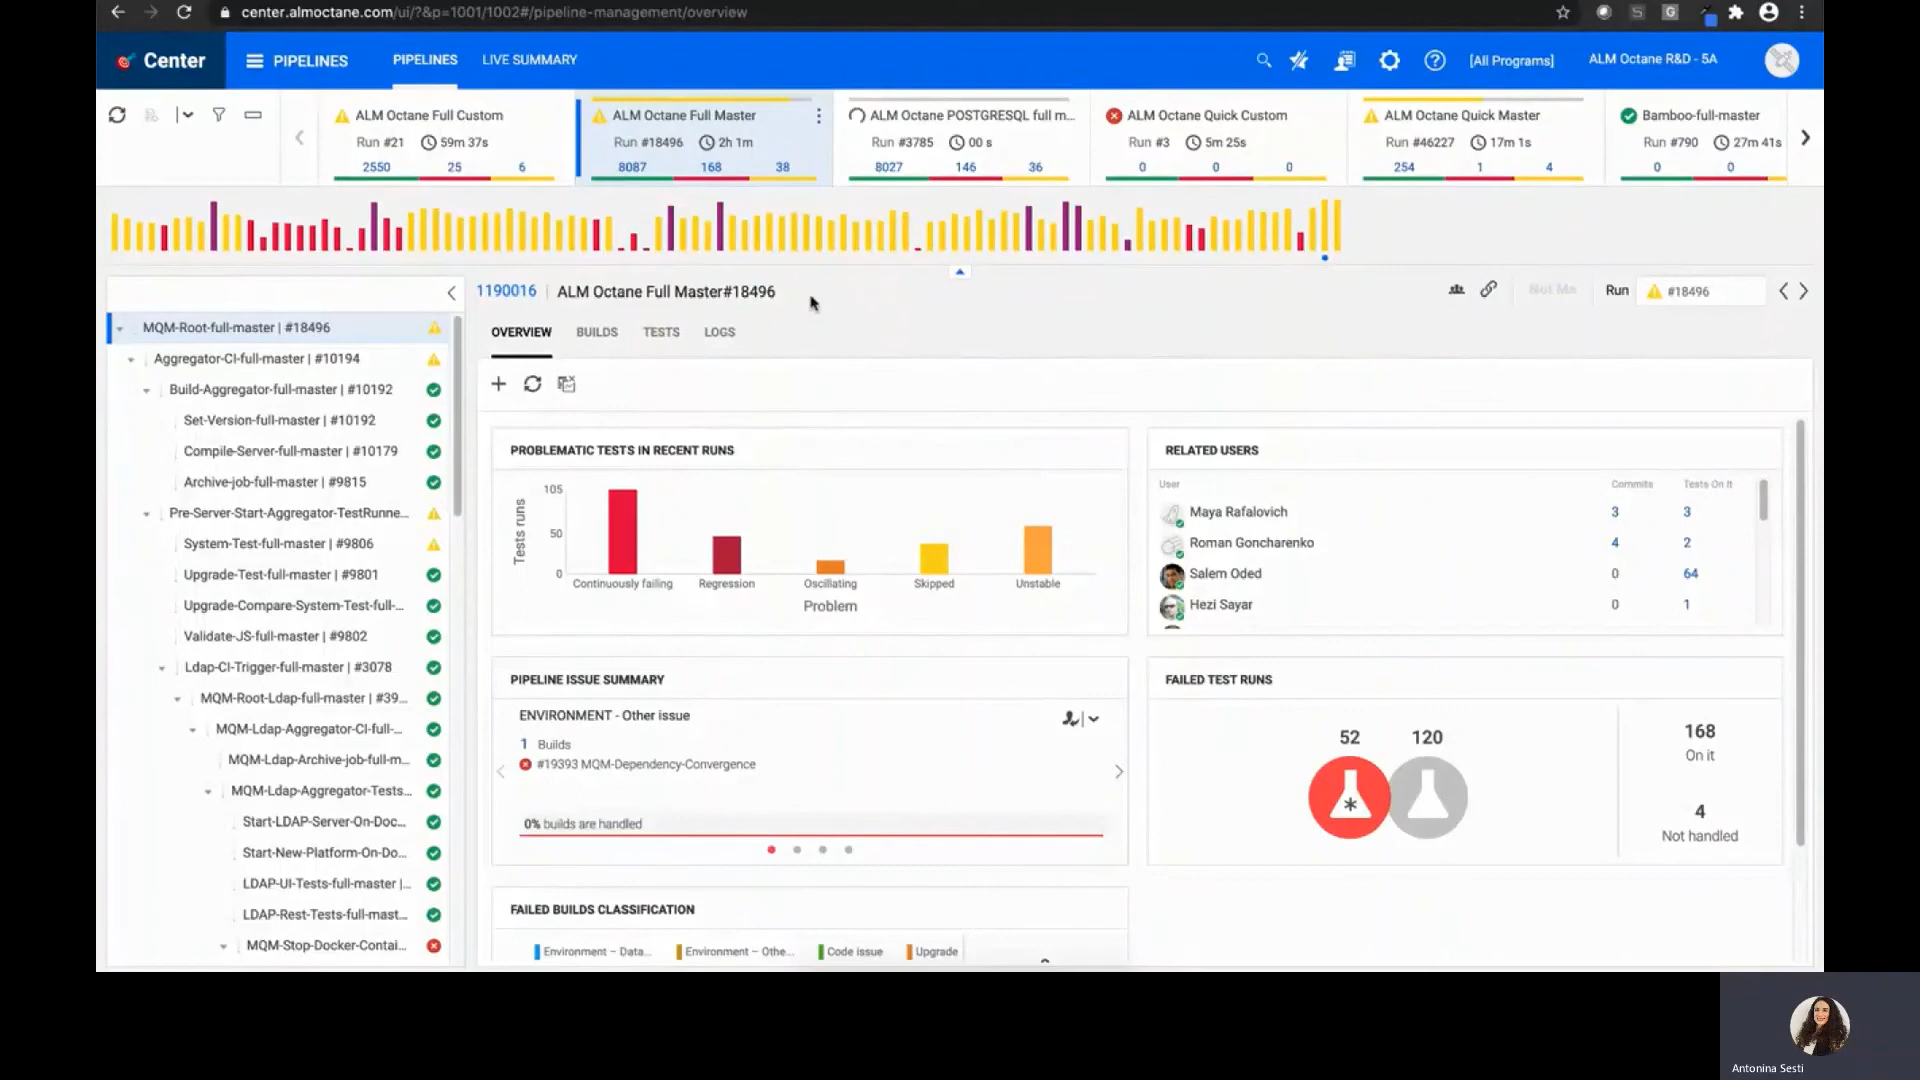 center.almoctane.com/ui/?&p=1001/1002#/pipeline-management/overview
Center
PIPELINES
PIPELINES
LIVE SUMMARY
[All Programs]
ALM Octane R&D - 5A
ALM Octane Full Custom
Run #21 59m 37s
2550 25 6
ALM Octane Full Master
Run #18496 2h 1m
8087 168 38
ALM Octane POSTGRESQL full m...
Run #3785 00 s
8027 146 36
ALM Octane Quick Custom
Run #3 5m 25s
0 0 0
ALM Octane Quick Master
Run #46227 17m 1s
254 1 4
Bamboo-full-master
Run #790 27m 41s
0 0
MQM-Root-full-master | #18496
Aggregator-CI-full-master | #10194
Build-Aggregator-full-master | #10192
Set-Version-full-master | #10192
Compile-Server-full-master | #10179
Archive-job-full-master | #9815
Pre-Server-Start-Aggregator-TestRunne...
System-Test-full-master | #9806
Upgrade-Test-full-master | #9801
Upgrade-Compare-System-Test-full-...
Validate-JS-full-master | #9802
Ldap-CI-Trigger-full-master | #3078
MQM-Root-Ldap-full-master | #39...
MQM-Ldap-Aggregator-CI-full-...
MQM-Ldap-Archive-job-full-m...
MQM-Ldap-Aggregator-Tests...
Start-LDAP-Server-On-Doc...
Start-New-Platform-On-Do...
LDAP-UI-Tests-full-master |...
LDAP-Rest-Tests-full-mast...
MQM-Stop-Docker-Contai...
1190016 | ALM Octane Full Master#18496
Not Me
Run #18496
OVERVIEW
BUILDS
TESTS
LOGS
PROBLEMATIC TESTS IN RECENT RUNS
Tests runs
105
50
0
Continuously failing
Regression
Oscillating
Skipped
Unstable
Problem
RELATED USERS
User Commits Tests On It
Maya Rafalovich 3 3
Roman Goncharenko 4 2
Salem Oded 0 64
Hezi Sayar 0 1
PIPELINE ISSUE SUMMARY
ENVIRONMENT - Other issue
1 Builds
#19393 MQM-Dependency-Convergence
0% builds are handled
FAILED TEST RUNS
52
120
168
On it
4
Not handled
FAILED BUILDS CLASSIFICATION
Environment – Data...
Environment – Othe...
Code issue
Upgrade
Antonina Sesti